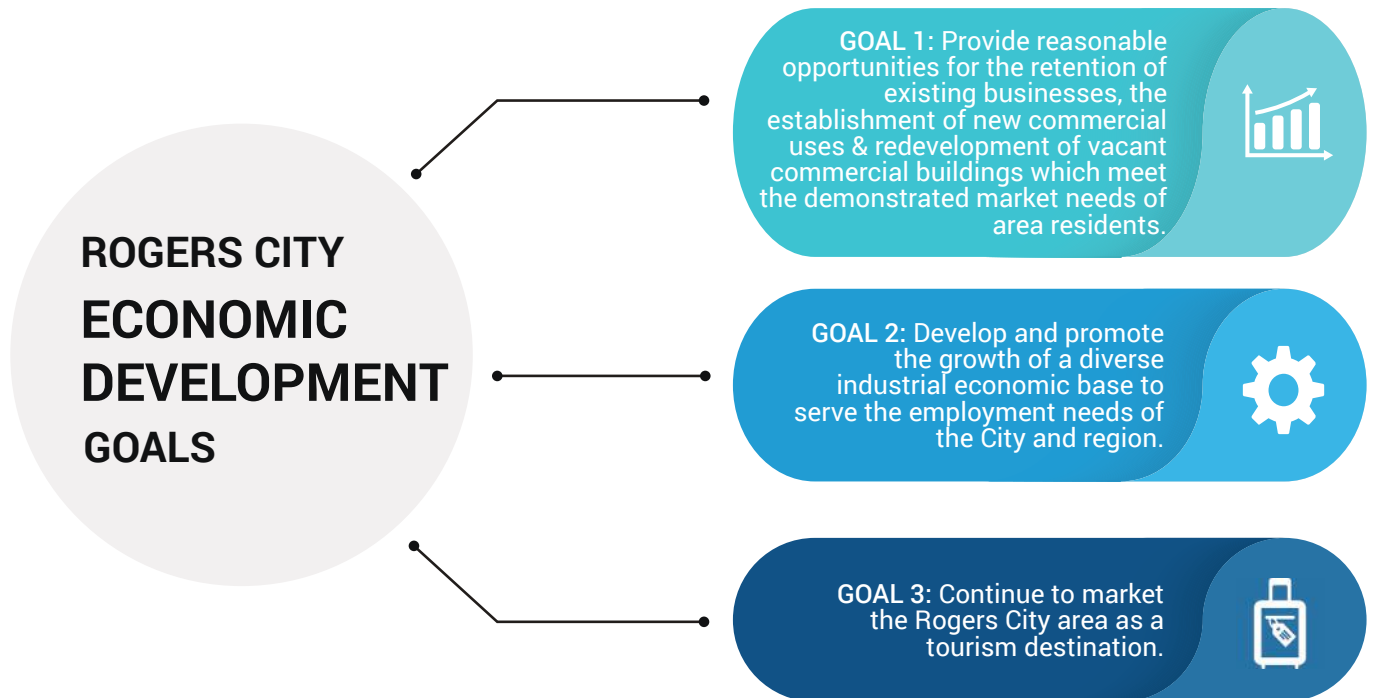 ROGERS CITY
ECONOMIC
DEVELOPMENT
GOALS
GOAL 1: Provide reasonable
opportunities for the retention of
existing businesses, the
establishment of new commercial
uses & redevelopment of vacant
commercial buildings which meet
the demonstrated market needs of
area residents.
GOAL 2: Develop and promote
the growth of a diverse
industrial economic base to
serve the employment needs of
the City and region.
GOAL 3: Continue to market
the Rogers City area as a
tourism destination.